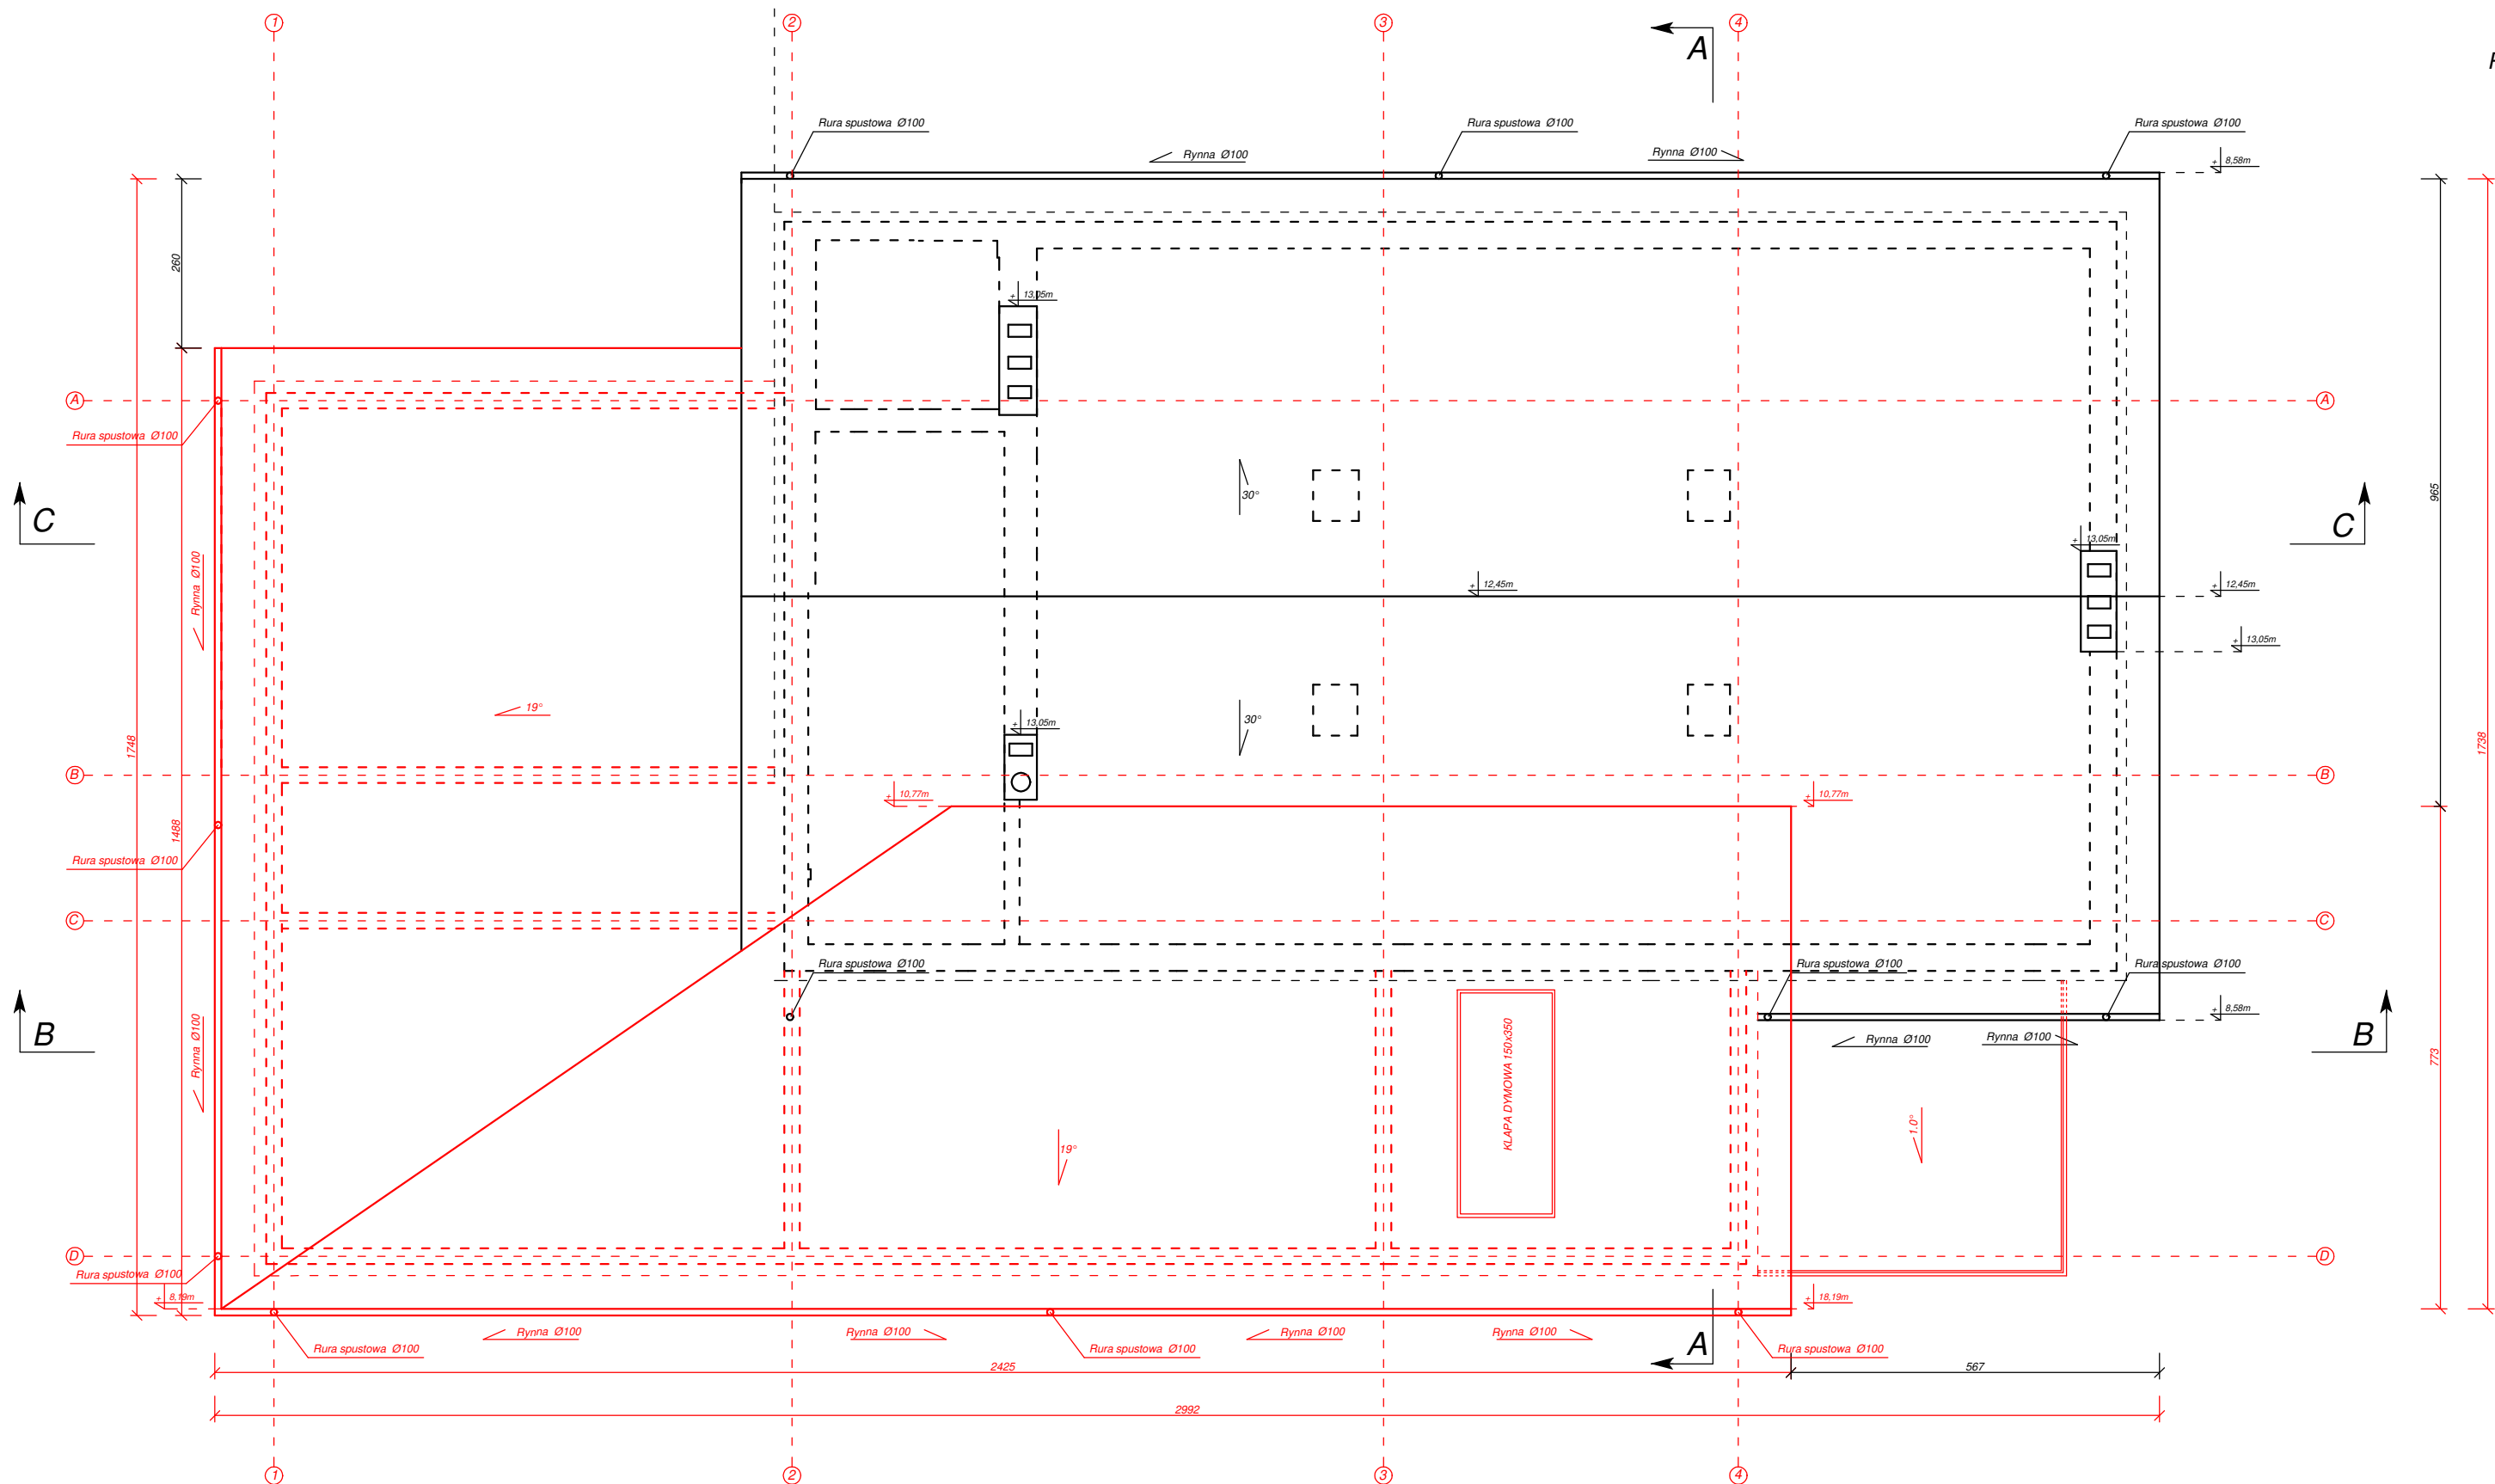 1
2
3
4
A
Rura spustowa Ø100
Rura spustowa Ø100
Rura spustowa Ø100
Rynna Ø100
Rynna Ø100
+ 8,58m
260
+ 13,05m
A
A
Rura spustowa Ø100
30°
965
C
C
Rynna Ø100
+ 13,05m
+ 12,45m
+ 12,45m
+ 13,05m
19°
30°
+ 13,05m
1748
1738
B
B
+ 10,77m
+ 10,77m
1488
Rura spustowa Ø100
C
C
Rura spustowa Ø100
Rura spustowa Ø100
Rura spustowa Ø100
+ 8,58m
B
B
Rynna Ø100
Rynna Ø100
Rynna Ø100
773
KLAPA DYMOWA 150x350
1.0°
19°
D
D
Rura spustowa Ø100
+ 8,19m
+ 18,19m
Rynna Ø100
Rynna Ø100
Rynna Ø100
Rynna Ø100
A
Rura spustowa Ø100
Rura spustowa Ø100
Rura spustowa Ø100
2425
567
2992
1
2
3
4